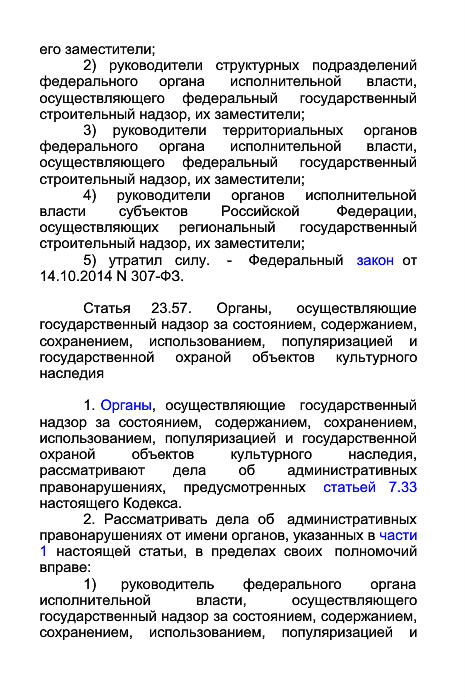 его заместители;
2) руководители структурных подразделений
федерального органа исполнительной власти,
осуществляющего федеральный государственный
строительный надзор, их заместители;
3) руководители территориальных органов
федерального органа исполнительной власти,
осуществляющего федеральный государственный
строительный надзор, их заместители;
4) руководители органов исполнительной
власти субъектов Российской Федерации,
осуществляющих региональный государственный
строительный надзор, их заместители;
5) утратил силу. - Федеральный закон от
14.10.2014 N 307-ФЗ.
Статья 23.57. Органы, осуществляющие
государственный надзор за состоянием, содержанием,
сохранением, использованием, популяризацией и
государственной охраной объектов культурного
наследия
1. Органы, осуществляющие государственный
надзор за состоянием, содержанием, сохранением,
использованием, популяризацией и государственной
охраной объектов культурного наследия,
рассматривают дела об административных
правонарушениях, предусмотренных статьей 7.33
настоящего Кодекса.
2. Рассматривать дела об административных
правонарушениях от имени органов, указанных в части
1 настоящей статьи, в пределах своих полномочий
вправе:
1) руководитель федерального органа
исполнительной власти, осуществляющего
государственный надзор за состоянием, содержанием,
сохранением, использованием, популяризацией и